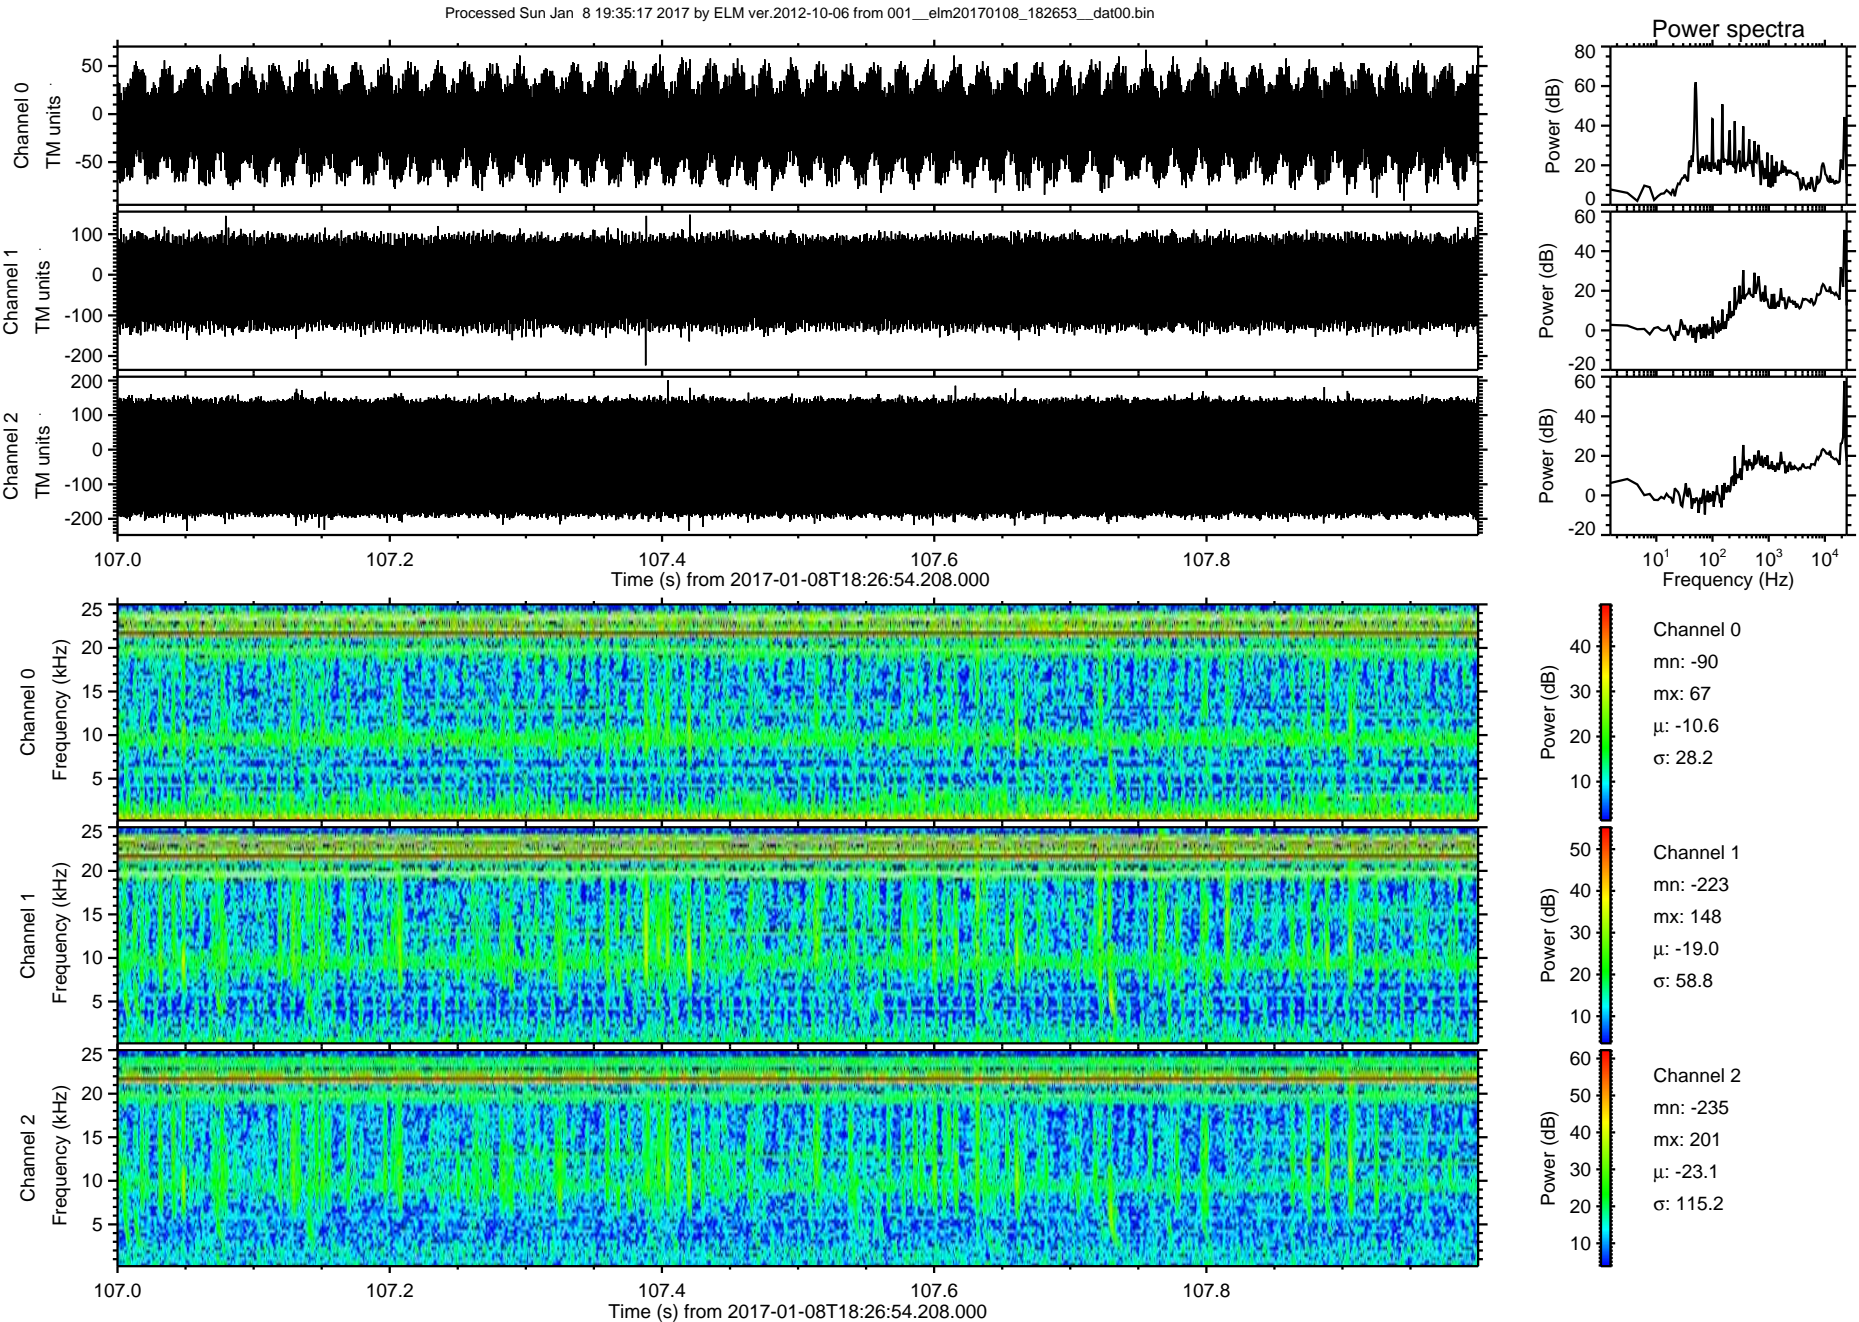 Processed Sun Jan  8 19:35:17 2017 by ELM ver.2012-10-06 from 001__elm20170108_182653__dat00.bin
Power spectra
Channel 0
TM units
50
0
-50
Power (dB)
80
60
40
20
0
Channel 1
TM units
100
0
-100
-200
Power (dB)
60
40
20
0
-20
Channel 2
TM units
200
100
0
-100
-200
Power (dB)
60
40
20
0
-20
107.0 107.2 107.4 107.6 107.8
Time (s) from 2017-01-08T18:26:54.208.000
10^1 10^2 10^3 10^4
Frequency (Hz)
Channel 0
Frequency (kHz)
25
20
15
10
5
Power (dB)
40
30
20
10
Channel 0
mn: -90
mx: 67
µ: -10.6
σ: 28.2
Channel 1
Frequency (kHz)
25
20
15
10
5
Power (dB)
50
40
30
20
10
Channel 1
mn: -223
mx: 148
µ: -19.0
σ: 58.8
Channel 2
Frequency (kHz)
25
20
15
10
5
Power (dB)
60
50
40
30
20
10
Channel 2
mn: -235
mx: 201
µ: -23.1
σ: 115.2
107.0 107.2 107.4 107.6 107.8
Time (s) from 2017-01-08T18:26:54.208.000